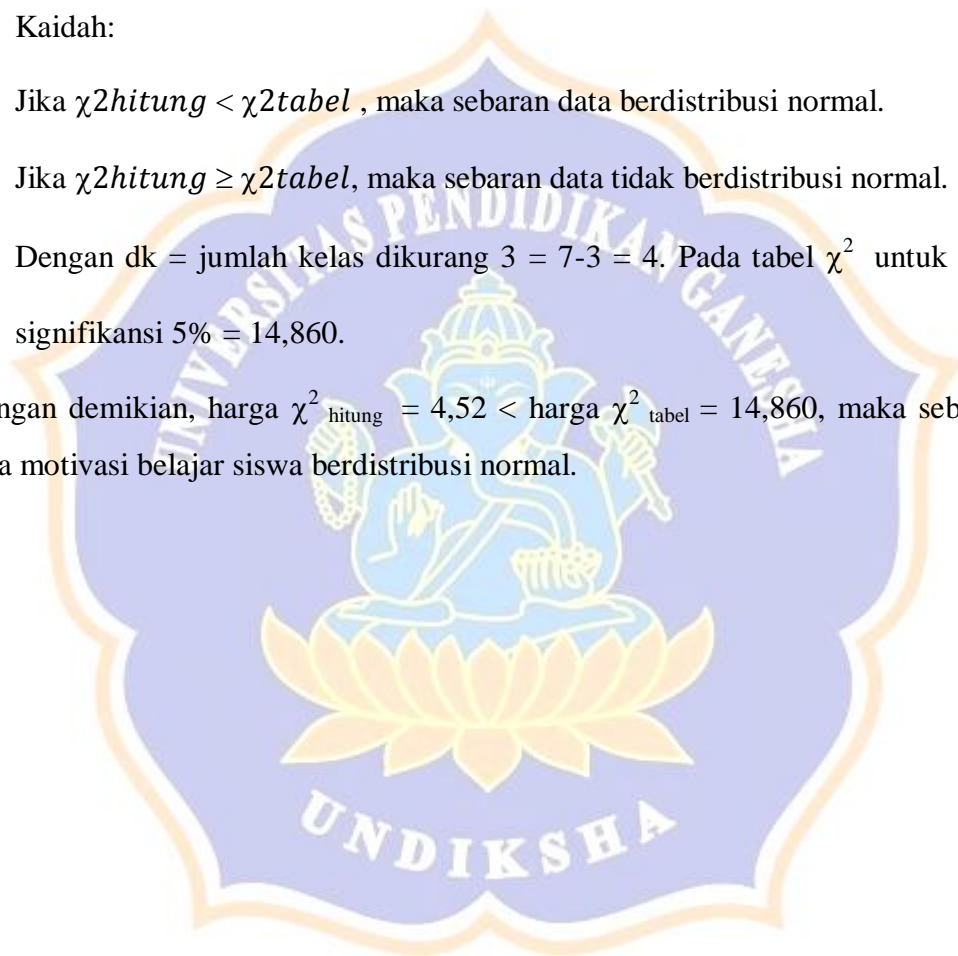 Kaidah:
Jika χ2hitung < χ2tabel , maka sebaran data berdistribusi normal.
Jika χ2hitung ≥ χ2tabel, maka sebaran data tidak berdistribusi normal.
Dengan dk = jumlah kelas dikurang 3 = 7-3 = 4. Pada tabel χ² untuk
signifikansi 5% = 14,860.
ngan demikian, harga χ² hitung = 4,52 < harga χ² tabel = 14,860, maka seb
a motivasi belajar siswa berdistribusi normal.
UNIVERSITAS PENDIDIKAN GANESHA
UNDIKSHA